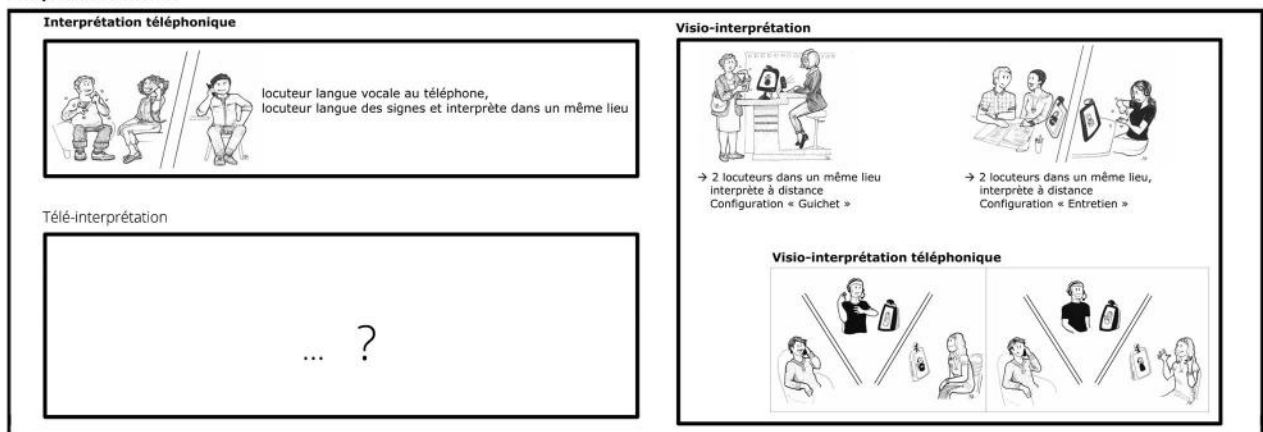 Interprétation téléphonique
locuteur langue vocale au téléphone,
locuteur langue des signes et interprète dans un même lieu
Télé-interprétation
... ?
Visio-interprétation
→ 2 locuteurs dans un même lieu
interprète à distance
Configuration « Guichet »
→ 2 locuteurs dans un même lieu,
interprète à distance
Configuration « Entretien »
Visio-interprétation téléphonique